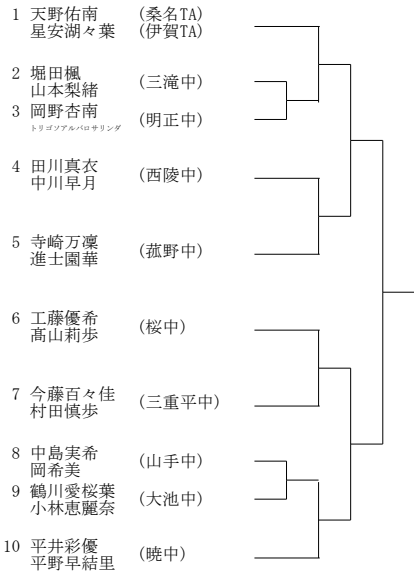 1 天野佑南 (桑名TA)
星安湖々葉 (伊賀TA)
2 堀田楓
山本梨緒 (三滝中)
3 岡野杏南 (明正中)
トリゴソアルバロサリンダ
4 田川真衣
中川早月 (西陵中)
5 寺崎万凜
進士園華 (菰野中)
6 工藤優希
髙山莉歩 (桜中)
7 今藤百々佳
村田慎歩 (三重平中)
8 中島実希
岡希美 (山手中)
9 鶴川愛桜葉
小林恵麗奈 (大池中)
10 平井彩優
平野早結里 (暁中)